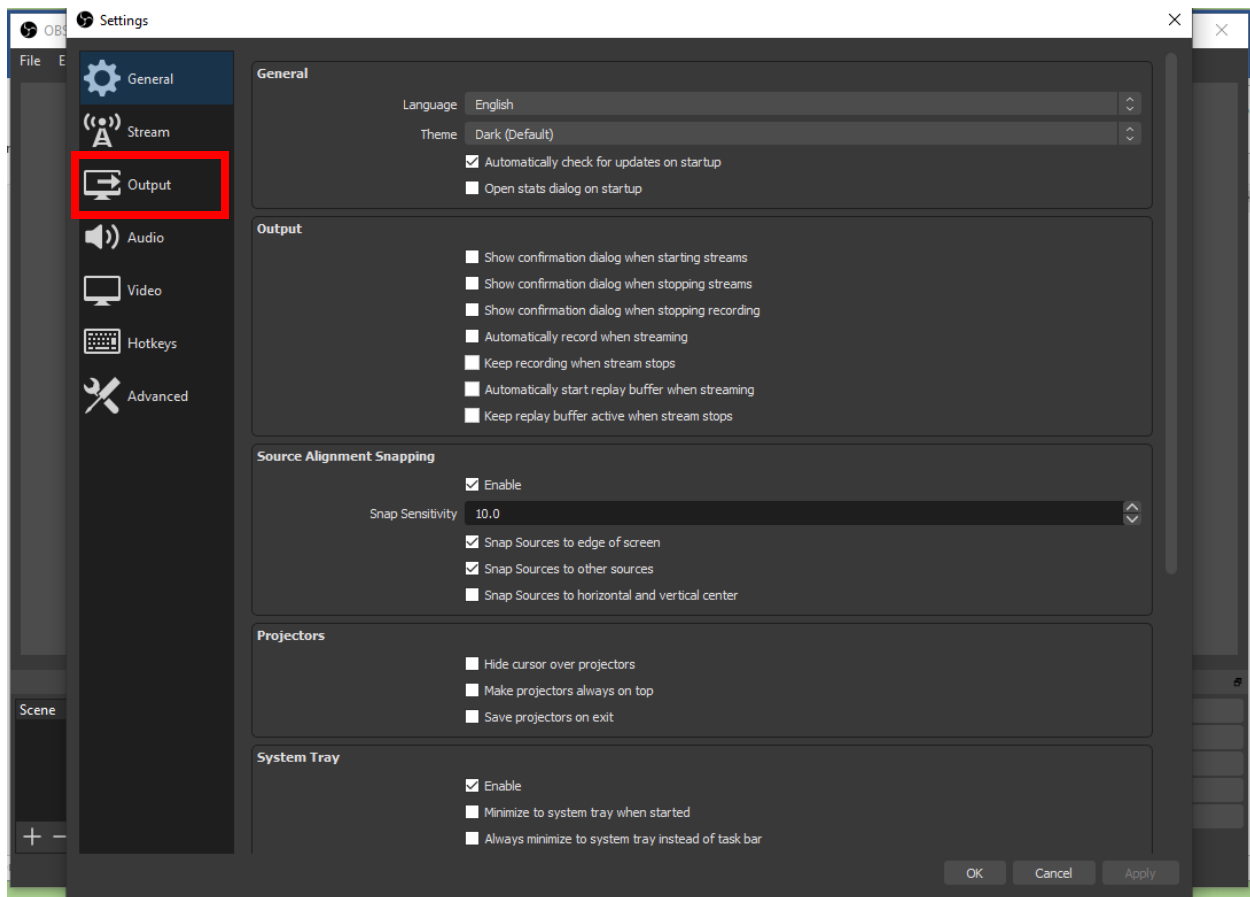 OBS
Settings
File E
General
Stream
Output
Audio
Video
Hotkeys
Advanced
General
Language English
Theme Dark (Default)
Automatically check for updates on startup
Open stats dialog on startup
Output
Show confirmation dialog when starting streams
Show confirmation dialog when stopping streams
Show confirmation dialog when stopping recording
Automatically record when streaming
Keep recording when stream stops
Automatically start replay buffer when streaming
Keep replay buffer active when stream stops
Source Alignment Snapping
Enable
Snap Sensitivity 10.0
Snap Sources to edge of screen
Snap Sources to other sources
Snap Sources to horizontal and vertical center
Projectors
Hide cursor over projectors
Make projectors always on top
Save projectors on exit
System Tray
Enable
Minimize to system tray when started
Always minimize to system tray instead of task bar
Scene
OK Cancel Apply